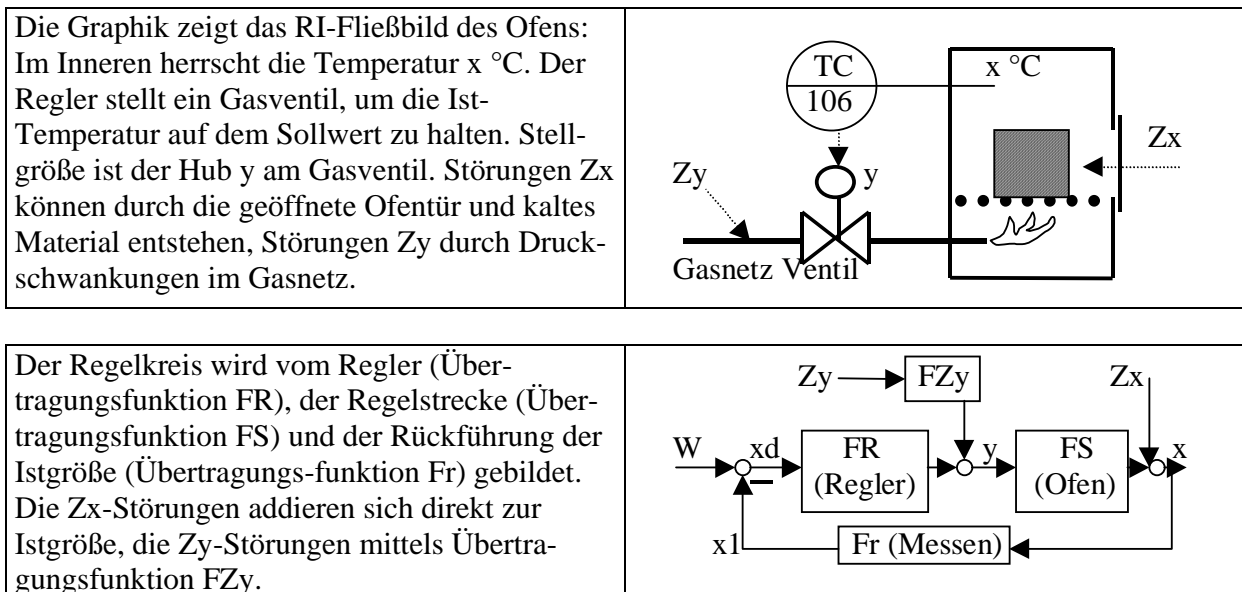 Die Graphik zeigt das RI-Fließbild des Ofens:
Im Inneren herrscht die Temperatur x °C. Der
Regler stellt ein Gasventil, um die Ist-
Temperatur auf dem Sollwert zu halten. Stell-
größe ist der Hub y am Gasventil. Störungen Zx
können durch die geöffnete Ofentür und kaltes
Material entstehen, Störungen Zy durch Druck-
schwankungen im Gasnetz.
TC
106
x °C
Zx
Zy
y
Gasnetz Ventil
Der Regelkreis wird vom Regler (Über-
tragungsfunktion FR), der Regelstrecke (Über-
tragungsfunktion FS) und der Rückführung der
Istgröße (Übertragungs-funktion Fr) gebildet.
Die Zx-Störungen addieren sich direkt zur
Istgröße, die Zy-Störungen mittels Übertra-
gungsfunktion FZy.
Zy
FZy
Zx
W
xd
FR
(Regler)
y
FS
(Ofen)
x
x1
Fr (Messen)